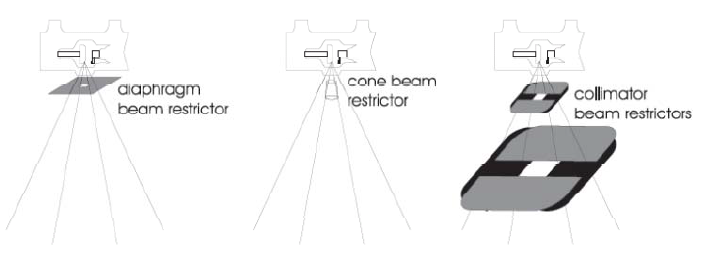 diaphragm
beam restrictor
cone beam
restrictor
collimator
beam restrictors